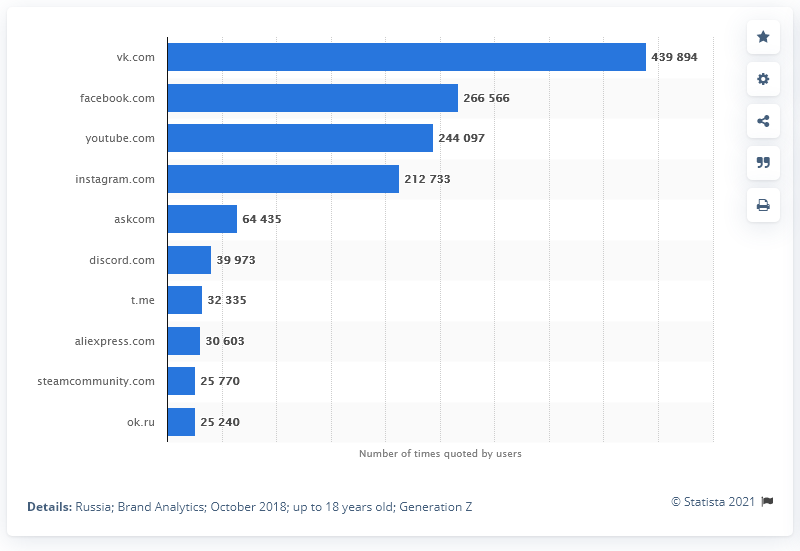 vk.com 439 894
facebook.com 266 566
youtube.com 244 097
instagram.com 212 733
askcom 64 435
discord.com 39 973
t.me 32 335
aliexpress.com 30 603
steamcommunity.com 25 770
ok.ru 25 240
Number of times quoted by users
Details: Russia; Brand Analytics; October 2018; up to 18 years old; Generation Z
© Statista 2021